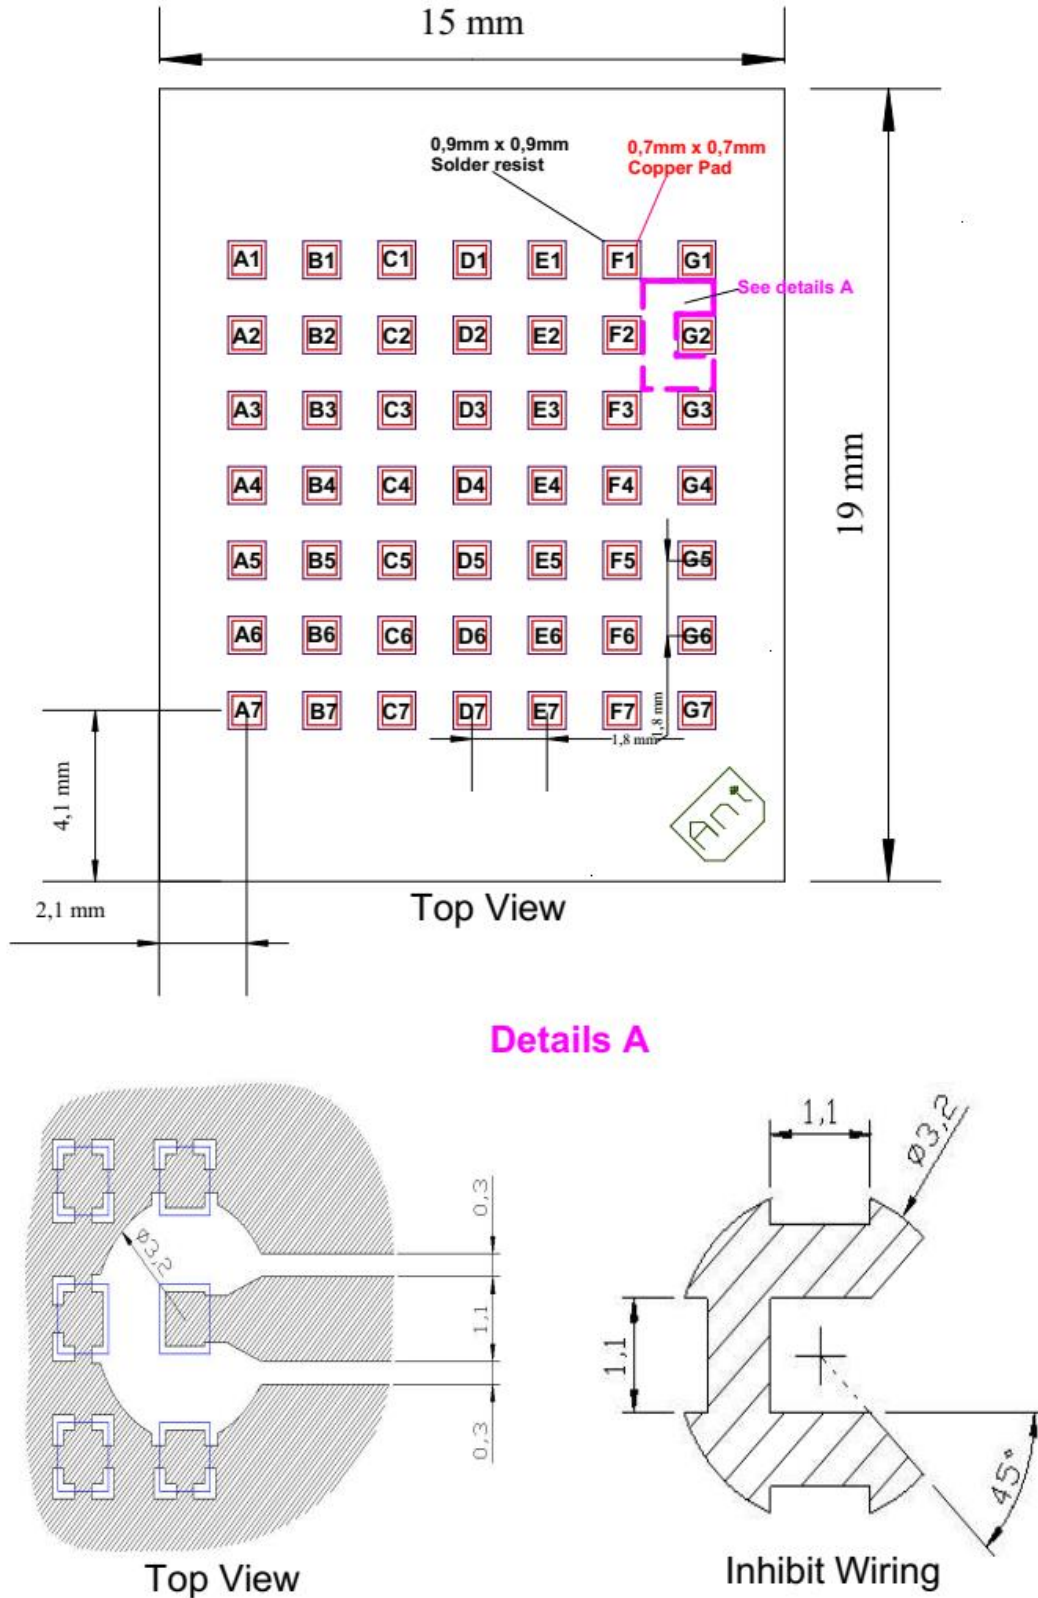 15 mm
0,9mm x 0,9mm
Solder resist
0,7mm x 0,7mm
Copper Pad
A1 B1 C1 D1 E1 F1 G1
See details A
A2 B2 C2 D2 E2 F2 G2
A3 B3 C3 D3 E3 F3 G3
19 mm
A4 B4 C4 D4 E4 F4 G4
A5 B5 C5 D5 E5 F5 G5
A6 B6 C6 D6 E6 F6 G6
1,8 mm
A7 B7 C7 D7 E7 F7 G7
1,8 mm
4,1 mm
Ant
2,1 mm
Top View
Details A
Ø3,2
0,3
1,1
0,3
Top View
1,1
Ø3,2
1,1
45°
Inhibit Wiring